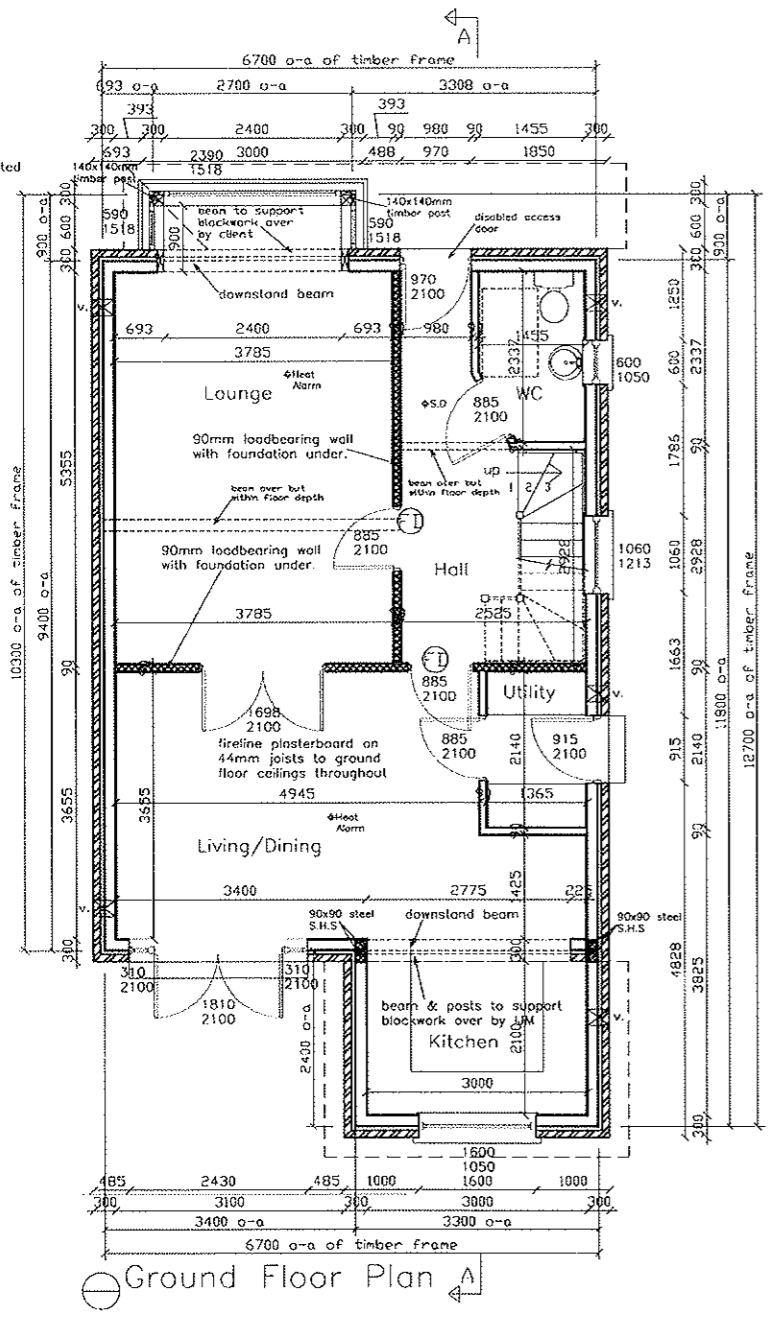 A
6700 o-a of timber frame
693 o-a 2700 o-a 3308 o-a
393 393
300 300 2400 300 90 980 90 1455 300
693 2390 3000 488 970 1850
1518
ted
140x140mm
timber post
140x140mm
timber post
beam to support
blockwork over
by client
disabled access
door
590
1518
900
590
1518
300
600
300
900 o-a
300
600
300
900 o-a
downstand beam
970
2100
v.
v.
693 2400 693 980 1455
3785
2337
Heat
Alarm
Lounge
S.D
WC
885
2100
600
1050
1250
600
2337
1785
90
90mm loadbearing wall
with foundation under.
up
1 2 3
beam over but
within floor depth
beam over but
within floor depth
5355
10300 o-a of timber frame
9400 o-a
885
2100
FD
90mm loadbearing wall
with foundation under.
Hall
2928
1060
1213
1060
2928
3785
2525
1663
11800 o-a
12700 o-a of timber frame
90
FD
885
2100
Utility
90
v.
1698
2100
885
2100
915
2100
2140
915
2140
fireline plasterboard on
44mm joists to ground
floor ceilings throughout
4945
1365
3655
3655
Heat
Alarm
90
90
Living/Dining
1425
3400 2775 225
v.
90x90 steel
S.H.S
downstand beam
90x90 steel
S.H.S
300
310
2100
310
2100
300
1810
2100
4828
3825
beam & posts to support
blockwork over by IJM
v.
2400 o-a
Kitchen
2100
3000
300
1600
1050
485 2430 485 1000 1600 1000
300 3100 300 3000 300
3400 o-a 3300 o-a
6700 o-a of timber frame
Ground Floor Plan
A